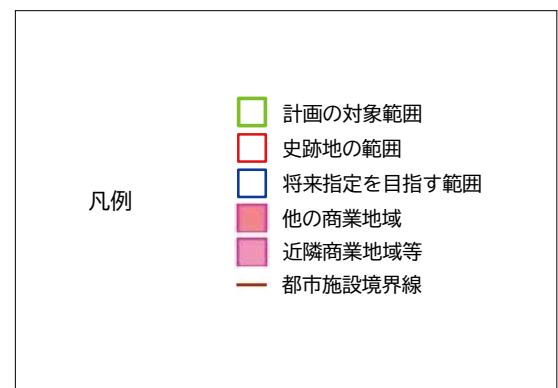 凡例
計画の対象範囲
史跡地の範囲
将来指定を目指す範囲
他の商業地域
近隣商業地域等
都市施設境界線